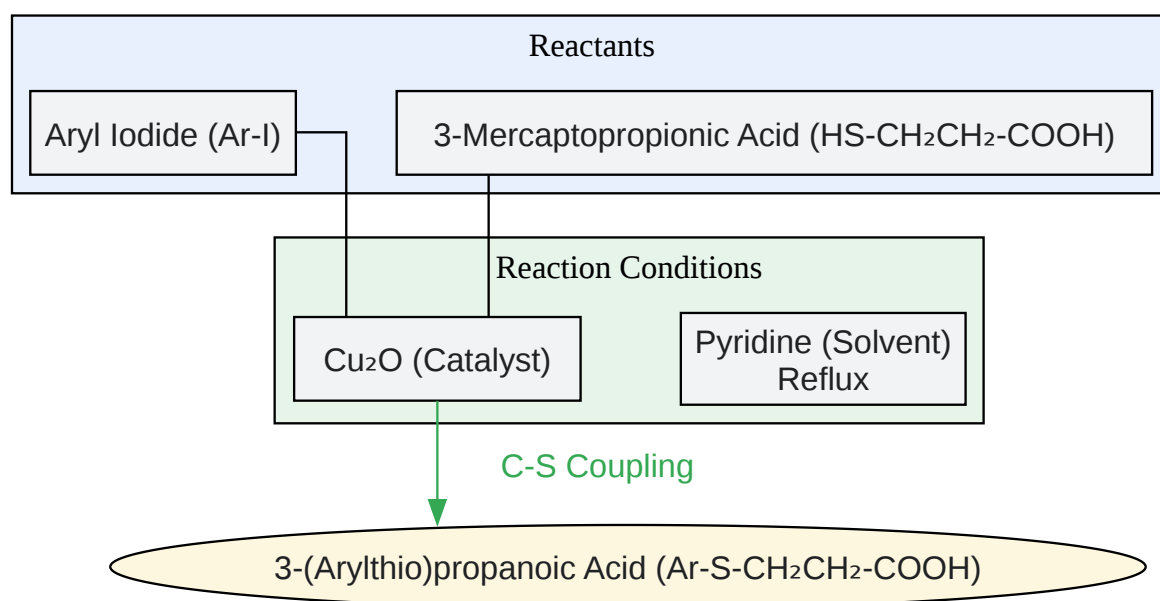 Reactants
Aryl Iodide (Ar-I)
3-Mercaptopropionic Acid (HS-CH₂CH₂-COOH)
Reaction Conditions
Cu₂O (Catalyst)
Pyridine (Solvent)
Reflux
C-S Coupling
3-(Arylthio)propanoic Acid (Ar-S-CH₂CH₂-COOH)